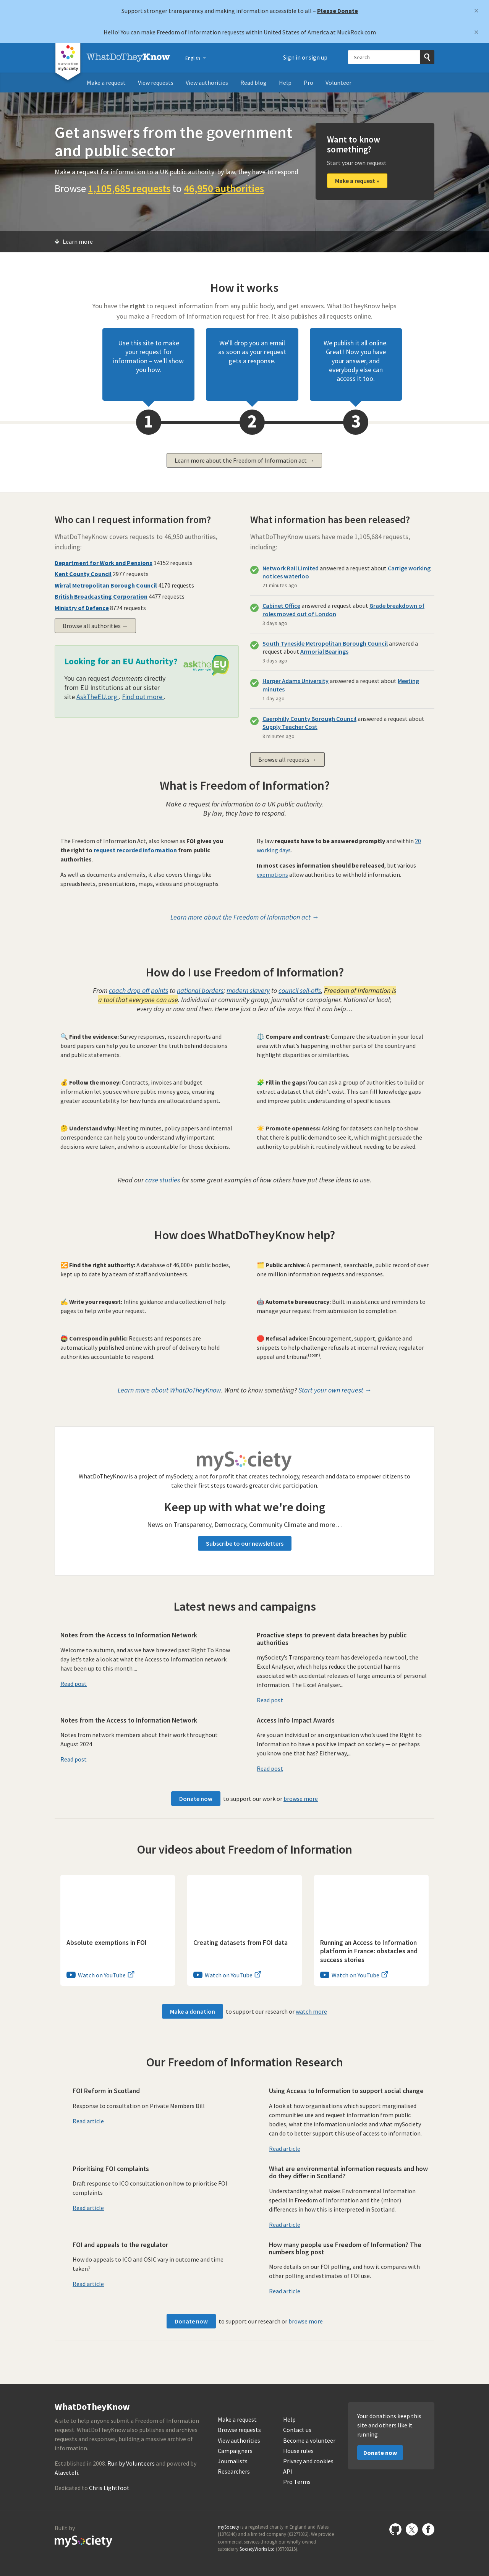 Support stronger transparency and making information accessible to all – Please Donate
×
Hello! You can make Freedom of Information requests within United States of America at MuckRock.com
×
a service from
my society
WhatDoTheyKnow
English
Sign in or sign up
Search
Make a request
View requests
View authorities
Read blog
Help
Pro
Volunteer
Get answers from the government
and public sector
Make a request for information to a UK public authority: by law, they have to respond
Browse 1,105,685 requests to 46,950 authorities
Want to know
something?
Start your own request
Make a request »
Learn more
How it works
You have the right to request information from any public body, and get answers. WhatDoTheyKnow helps
you make a Freedom of Information request for free. It also publishes all requests online.
Use this site to make
your request for
information – we'll show
you how.
We'll drop you an email
as soon as your request
gets a response.
We publish it all online.
Great! Now you have
your answer, and
everybody else can
access it too.
1
2
3
Learn more about the Freedom of Information act →
Who can I request information from?
WhatDoTheyKnow covers requests to 46,950 authorities,
including:
Department for Work and Pensions 14152 requests
Kent County Council 2977 requests
Wirral Metropolitan Borough Council 4170 requests
British Broadcasting Corporation 4477 requests
Ministry of Defence 8724 requests
Browse all authorities →
Looking for an EU Authority?
ask the EU
You can request documents directly
from EU Institutions at our sister
site AskTheEU.org . Find out more .
What information has been released?
WhatDoTheyKnow users have made 1,105,684 requests,
including:
Network Rail Limited answered a request about Carrige working
notices waterloo
21 minutes ago
Cabinet Office answered a request about Grade breakdown of
roles moved out of London
3 days ago
South Tyneside Metropolitan Borough Council answered a
request about Armorial Bearings
3 days ago
Harper Adams University answered a request about Meeting
minutes
1 day ago
Caerphilly County Borough Council answered a request about
Supply Teacher Cost
8 minutes ago
Browse all requests →
What is Freedom of Information?
Make a request for information to a UK public authority.
By law, they have to respond.
The Freedom of Information Act, also known as FOI gives you
the right to request recorded information from public
authorities.
As well as documents and emails, it also covers things like
spreadsheets, presentations, maps, videos and photographs.
By law requests have to be answered promptly and within 20
working days.
In most cases information should be released, but various
exemptions allow authorities to withhold information.
Learn more about the Freedom of Information act →
How do I use Freedom of Information?
From coach drop off points to national borders; modern slavery to council sell-offs, Freedom of Information is
a tool that everyone can use. Individual or community group; journalist or campaigner. National or local;
every day or now and then. Here are just a few of the ways that it can help…
🔍 Find the evidence: Survey responses, research reports and
board papers can help you to uncover the truth behind decisions
and public statements.
⚖️ Compare and contrast: Compare the situation in your local
area with what's happening in other parts of the country and
highlight disparities or similarities.
💰 Follow the money: Contracts, invoices and budget
information let you see where public money goes, ensuring
greater accountability for how funds are allocated and spent.
🧩 Fill in the gaps: You can ask a group of authorities to build or
extract a dataset that didn't exist. This can fill knowledge gaps
and improve public understanding of specific issues.
🤔 Understand why: Meeting minutes, policy papers and internal
correspondence can help you to understand why important
decisions were taken, and who is accountable for those decisions.
☀️ Promote openness: Asking for datasets can help to show
that there is public demand to see it, which might persuade the
authority to publish it routinely without needing to be asked.
Read our case studies for some great examples of how others have put these ideas to use.
How does WhatDoTheyKnow help?
🔀 Find the right authority: A database of 46,000+ public bodies,
kept up to date by a team of staff and volunteers.
🗂️ Public archive: A permanent, searchable, public record of over
one million information requests and responses.
✍️ Write your request: Inline guidance and a collection of help
pages to help write your request.
🤖 Automate bureaucracy: Built in assistance and reminders to
manage your request from submission to completion.
Correspond in public: Requests and responses are
automatically published online with proof of delivery to hold
authorities accountable to respond.
🛑 Refusal advice: Encouragement, support, guidance and
snippets to help challenge refusals at internal review, regulator
appeal and tribunal(soon).
Learn more about WhatDoTheyKnow. Want to know something? Start your own request →
mySociety
WhatDoTheyKnow is a project of mySociety, a not for profit that creates technology, research and data to empower citizens to
take their first steps towards greater civic participation.
Keep up with what we're doing
News on Transparency, Democracy, Community Climate and more…
Subscribe to our newsletters
Latest news and campaigns
Notes from the Access to Information Network
Welcome to autumn, and as we have breezed past Right To Know
day let's take a look at what the Access to Information network
have been up to this month....
Read post
Proactive steps to prevent data breaches by public
authorities
mySociety's Transparency team has developed a new tool, the
Excel Analyser, which helps reduce the potential harms
associated with accidental releases of large amounts of personal
information. The Excel Analyser...
Read post
Notes from the Access to Information Network
Notes from network members about their work throughout
August 2024
Read post
Access Info Impact Awards
Are you an individual or an organisation who's used the Right to
Information to have a positive impact on society — or perhaps
you know one that has? Either way,...
Read post
Donate now to support our work or browse more
Our videos about Freedom of Information
Absolute exemptions in FOI
Watch on YouTube
Creating datasets from FOI data
Watch on YouTube
Running an Access to Information
platform in France: obstacles and
success stories
Watch on YouTube
Make a donation to support our research or watch more
Our Freedom of Information Research
FOI Reform in Scotland
Response to consultation on Private Members Bill
Read article
Using Access to Information to support social change
A look at how organisations which support marginalised
communities use and request information from public
bodies, what the information unlocks and what mySociety
can do to better support this use of access to information.
Read article
Prioritising FOI complaints
Draft response to ICO consultation on how to prioritise FOI
complaints
Read article
What are environmental information requests and how
do they differ in Scotland?
Understanding what makes Environmental Information
special in Freedom of Information and the (minor)
differences in how this is interpreted in Scotland.
Read article
FOI and appeals to the regulator
How do appeals to ICO and OSIC vary in outcome and time
taken?
Read article
How many people use Freedom of Information? The
numbers blog post
More details on our FOI polling, and how it compares with
other polling and estimates of FOI use.
Read article
Donate now to support our research or browse more
WhatDoTheyKnow
A site to help anyone submit a Freedom of Information
request. WhatDoTheyKnow also publishes and archives
requests and responses, building a massive archive of
information.
Established in 2008. Run by Volunteers and powered by
Alaveteli.
Dedicated to Chris Lightfoot.
Make a request
Browse requests
View authorities
Campaigners
Journalists
Researchers
Help
Contact us
Become a volunteer
House rules
Privacy and cookies
API
Pro Terms
Your donations keep this
site and others like it
running
Donate now
Built by
mySociety
mySociety is a registered charity in England and Wales
(1076346) and a limited company (03277032). We provide
commercial services through our wholly owned
subsidiary SocietyWorks Ltd (05798215).